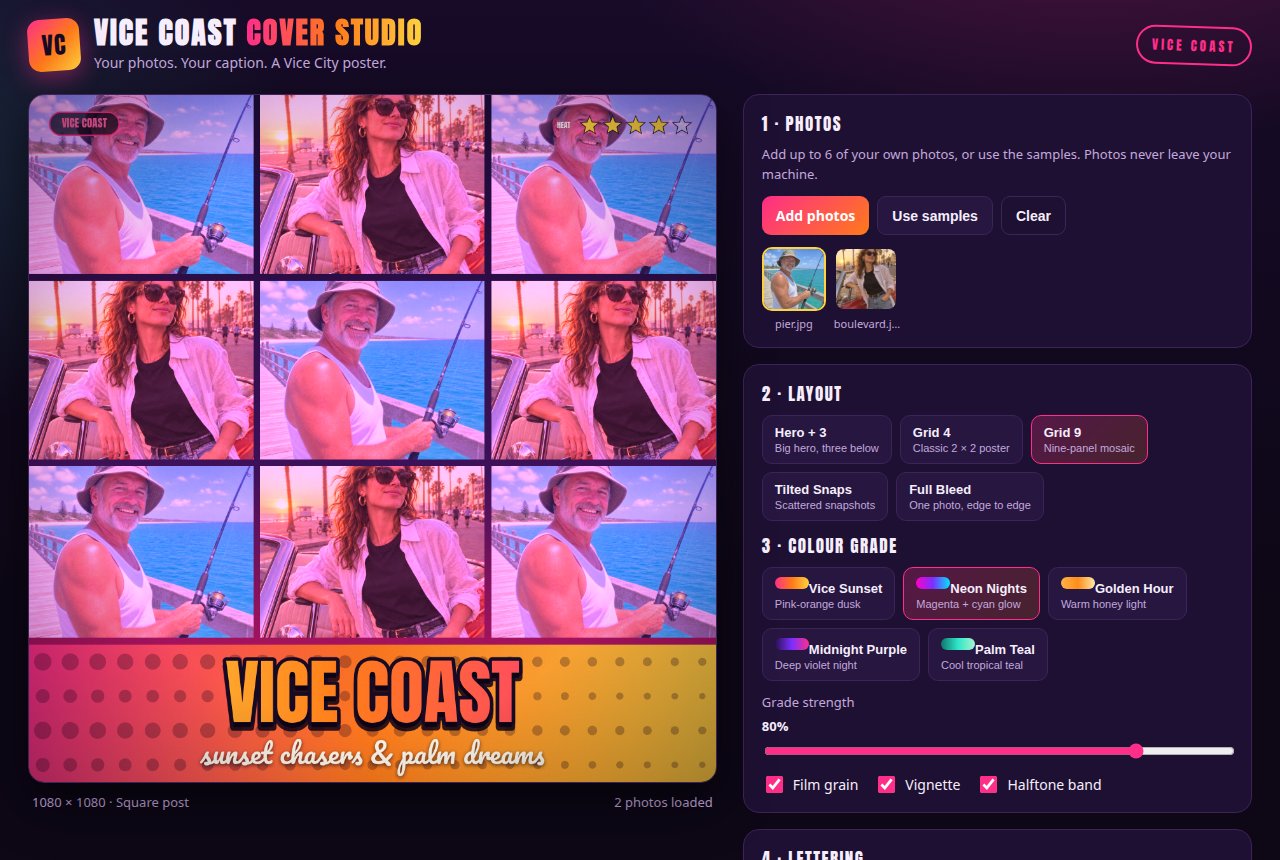 VC
VICE COAST COVER STUDIO
Your photos. Your caption. A Vice City poster.
VICE COAST
VICE COAST
HEAT
VICE COAST
sunset chasers & palm dreams
1080 × 1080 · Square post
2 photos loaded
1 · PHOTOS
Add up to 6 of your own photos, or use the samples. Photos never leave your
machine.
Add photos
Use samples
Clear
pier.jpg
boulevard.j...
2 · LAYOUT
Hero + 3
Big hero, three below
Grid 4
Classic 2 × 2 poster
Grid 9
Nine-panel mosaic
Tilted Snaps
Scattered snapshots
Full Bleed
One photo, edge to edge
3 · COLOUR GRADE
Vice Sunset
Pink-orange dusk
Neon Nights
Magenta + cyan glow
Golden Hour
Warm honey light
Midnight Purple
Deep violet night
Palm Teal
Cool tropical teal
Grade strength
80%
Film grain
Vignette
Halftone band
4 · LETTERING